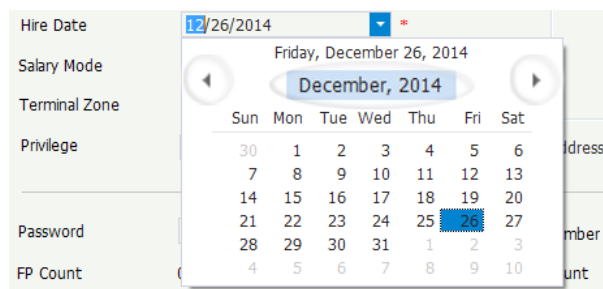 Hire Date 12/26/2014 *
Friday, December 26, 2014
Salary Mode
December, 2014
Terminal Zone
Sun Mon Tue Wed Thu Fri Sat
Privilege 30 1 2 3 4 5 6 ddress
7 8 9 10 11 12 13
14 15 16 17 18 19 20
21 22 23 24 25 26 27
Password mber
28 29 30 31 1 2 3
FP Count 4 5 6 7 8 9 10 unt